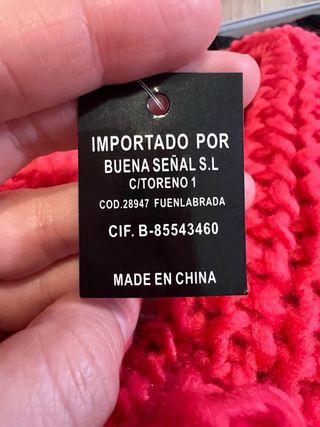 IMPORTADO POR
BUENA SEÑAL S.L
C/TORENO 1
COD.28947 FUENLABRADA
CIF. B-85543460
MADE EN CHINA